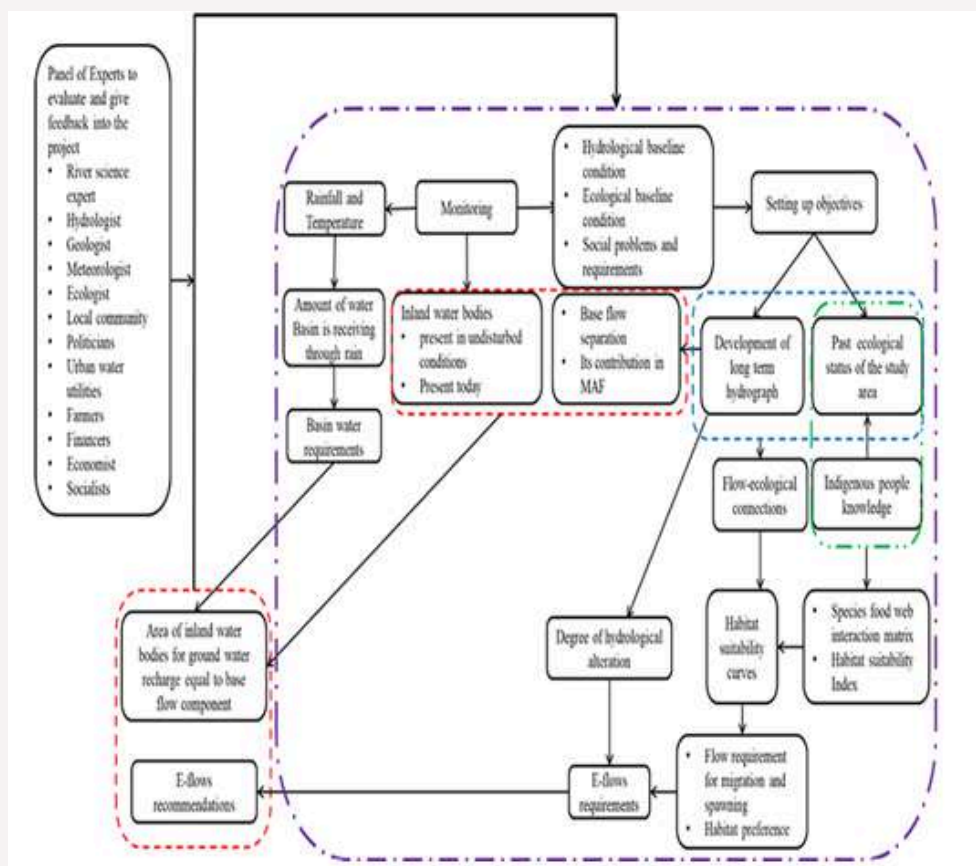 Panel of Experts to
evaluate and give
feedback into the
project
• River science
expert
• Hydrologist
• Geologist
• Meteorologist
• Ecologist
• Local community
• Politicians
• Urban water
utilities
• Farmers
• Financers
• Economist
• Socialists
Rainfall and
Temperature
Monitoring
• Hydrological baseline
condition
• Ecological baseline
condition
• Social problems and
requirements
Setting up objectives
Amount of water
Basin is receiving
through rain
Inland water bodies
• present in undisturbed
conditions
• Present today
• Base flow
separation
• Its contribution in
MAF
Development of
long term
hydrograph
Past ecological
status of the study
area
Basin water
requirements
Flow-ecological
connections
Indigenous people
knowledge
Area of inland water
bodies for ground water
recharge equal to base
flow component
Degree of hydrological
alteration
Habitat
suitability
curves
• Species food web
interaction matrix
• Habitat suitability
Index
E-flows
recommendations
E-flows
requirements
• Flow requirement
for migration and
spawning
• Habitat preference